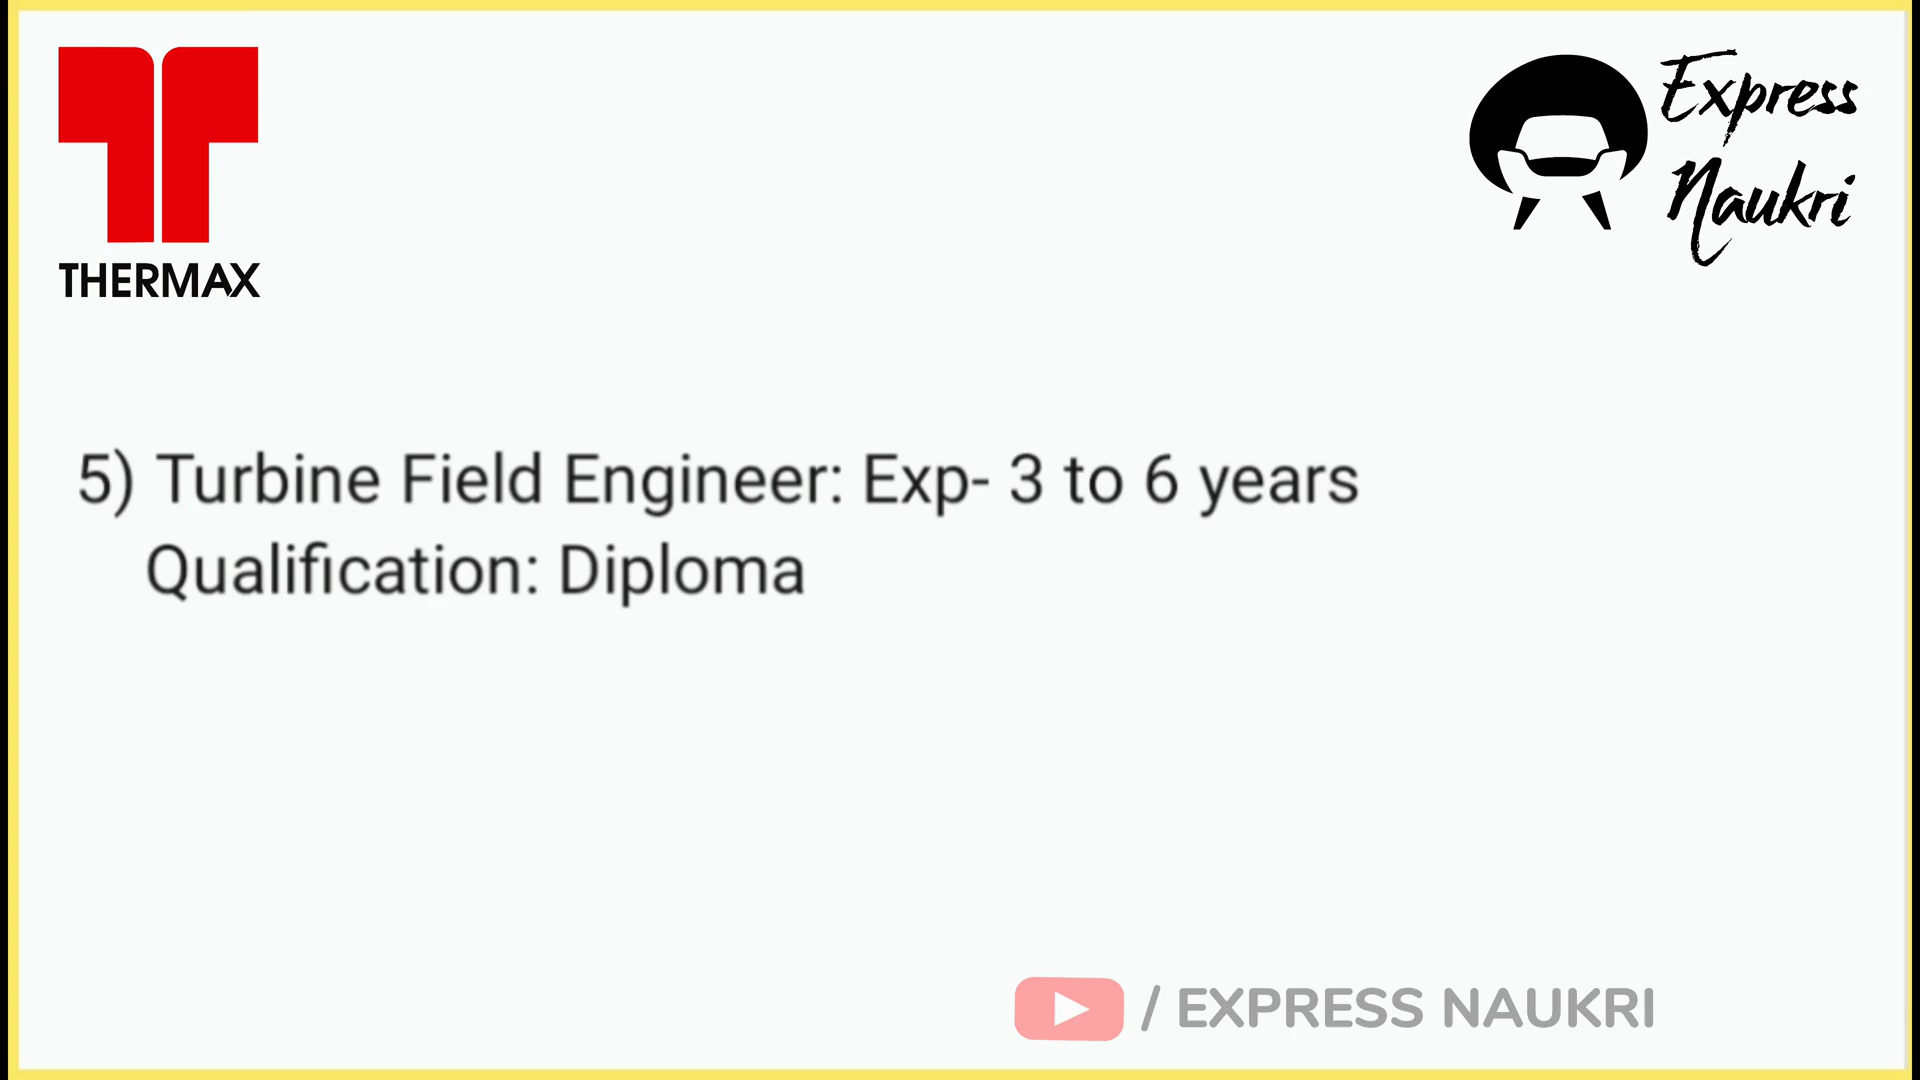 THERMAX
Express
Naukri
5) Turbine Field Engineer: Exp- 3 to 6 years
Qualification: Diploma
/ EXPRESS NAUKRI